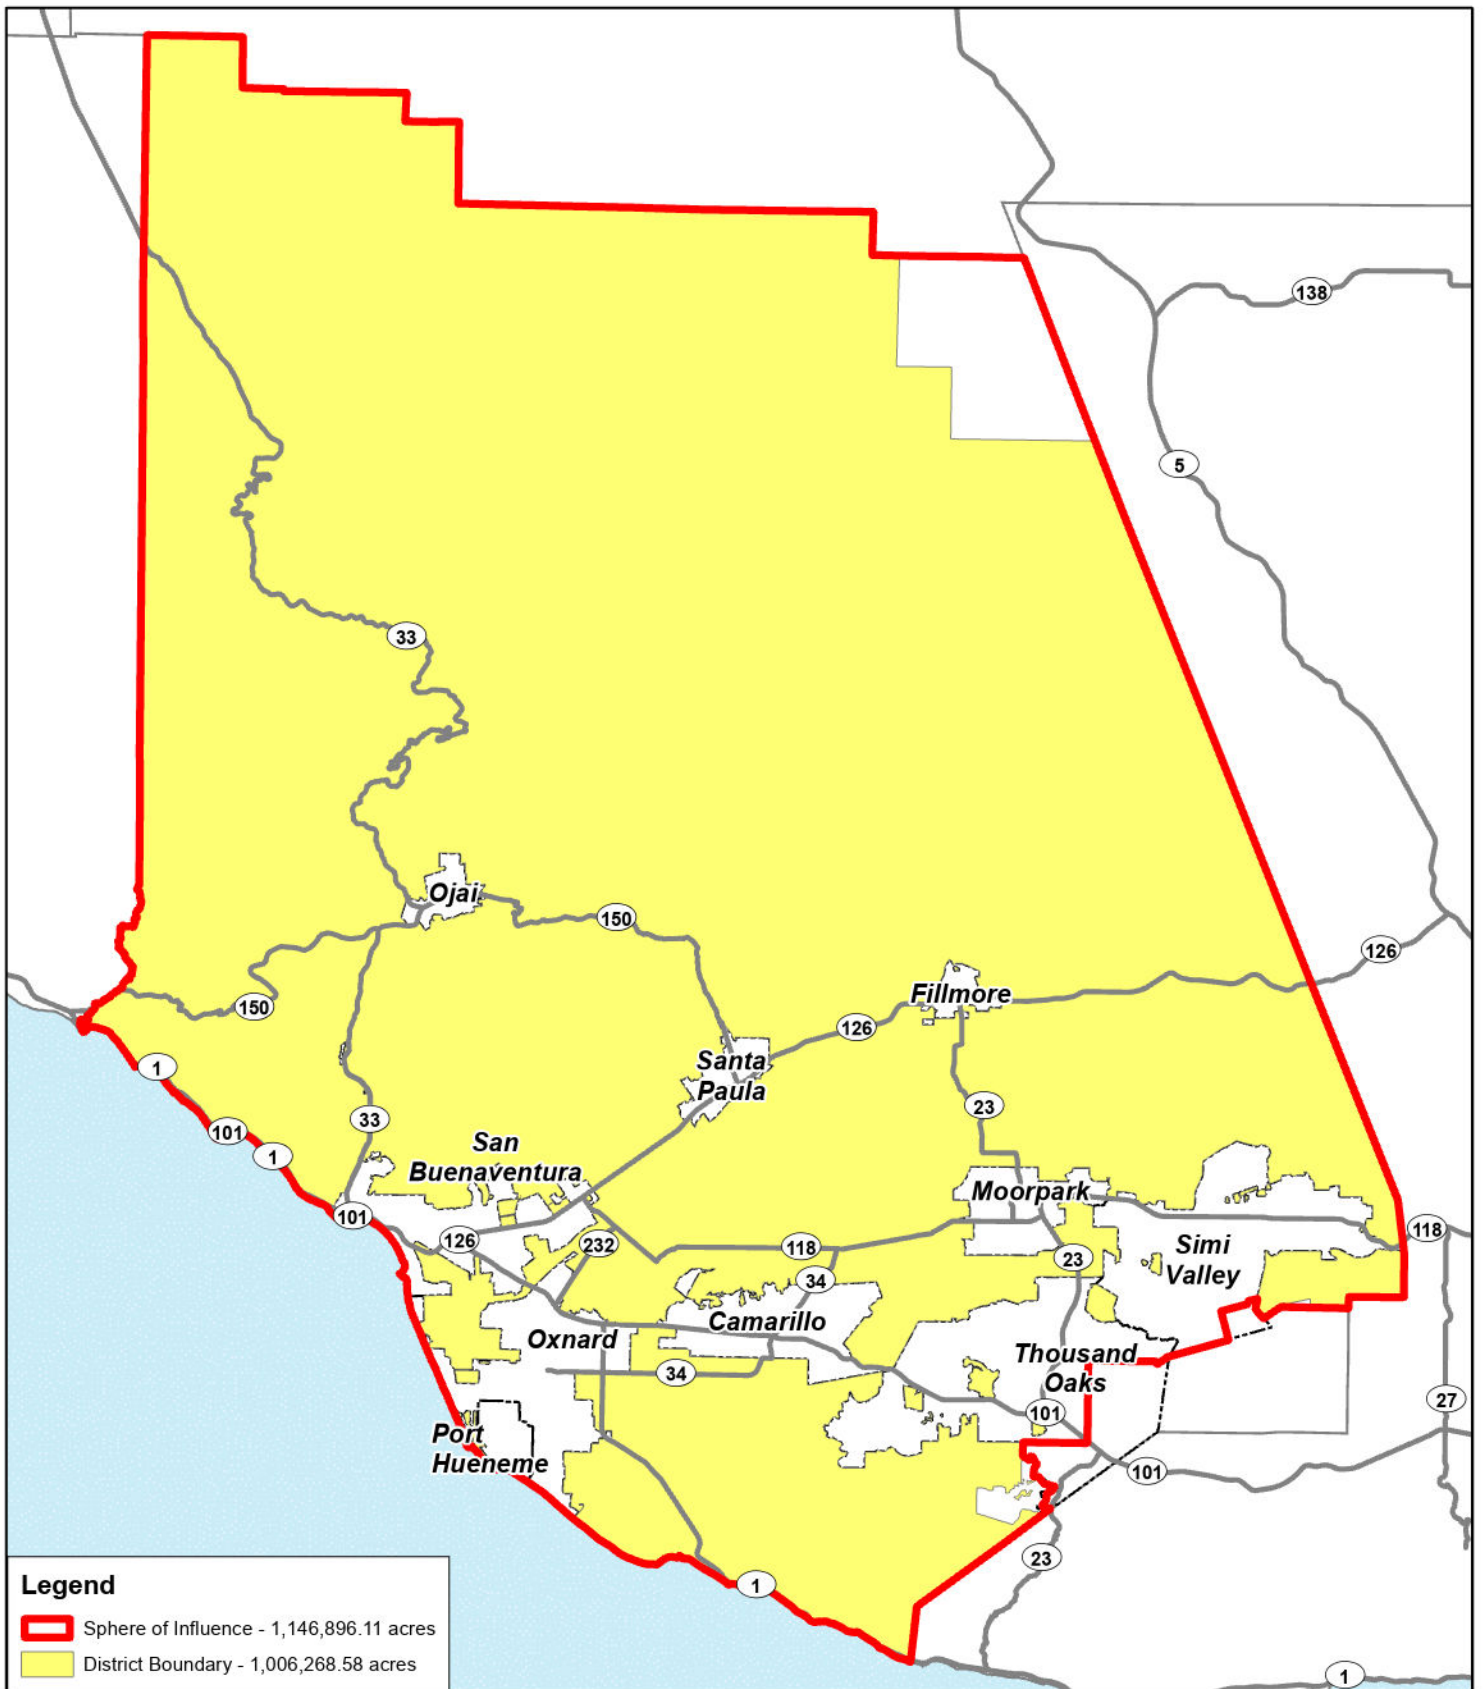 138
5
33
Ojai
150
126
Fillmore
150
126
Santa
Paula
1
23
101
33
San
Buenaventura
1
Moorpark
101
126
232
118
23
Simi
Valley
118
34
Camarillo
Oxnard
Thousand
Oaks
34
27
101
Port
Hueneme
101
23
1
1
Legend
Sphere of Influence - 1,146,896.11 acres
District Boundary - 1,006,268.58 acres